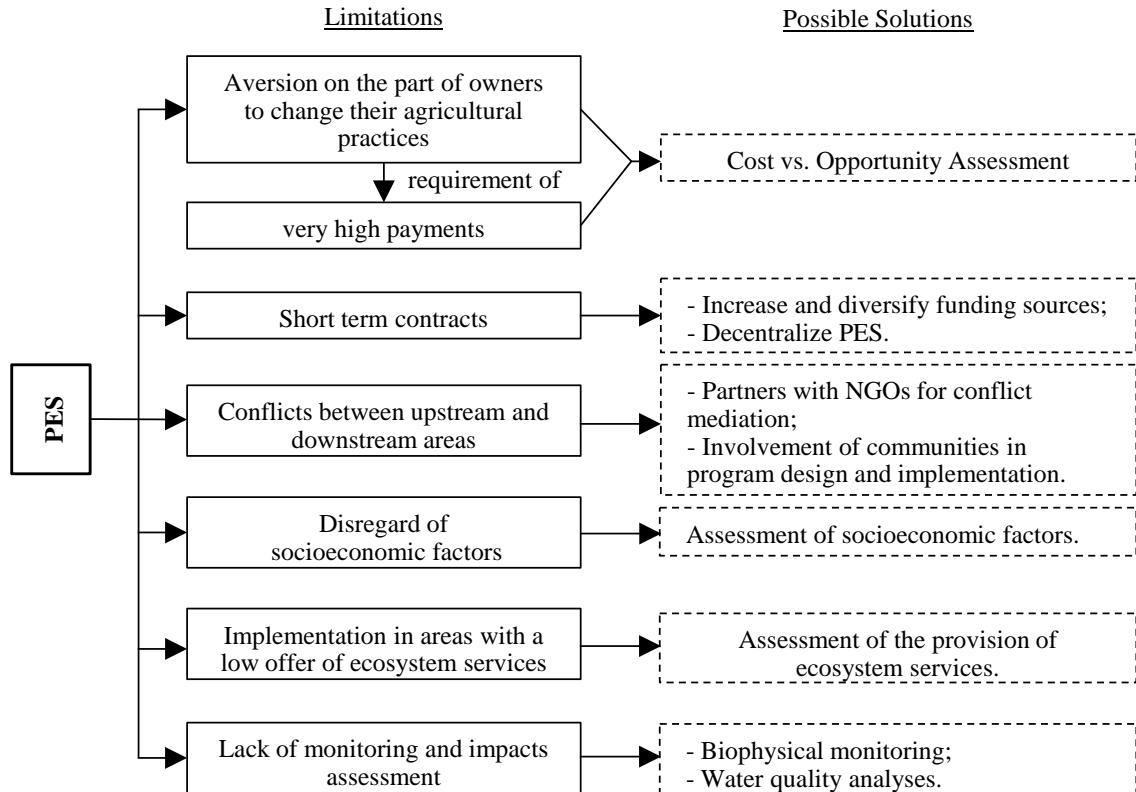 Limitations
Possible Solutions
Aversion on the part of owners
to change their agricultural
practices
requirement of
very high payments
Cost vs. Opportunity Assessment
Short term contracts
- Increase and diversify funding sources;
- Decentralize PES.
PES
Conflicts between upstream and
downstream areas
- Partners with NGOs for conflict
mediation;
- Involvement of communities in
program design and implementation.
Disregard of
socioeconomic factors
Assessment of socioeconomic factors.
Implementation in areas with a
low offer of ecosystem services
Assessment of the provision of
ecosystem services.
Lack of monitoring and impacts
assessment
- Biophysical monitoring;
- Water quality analyses.